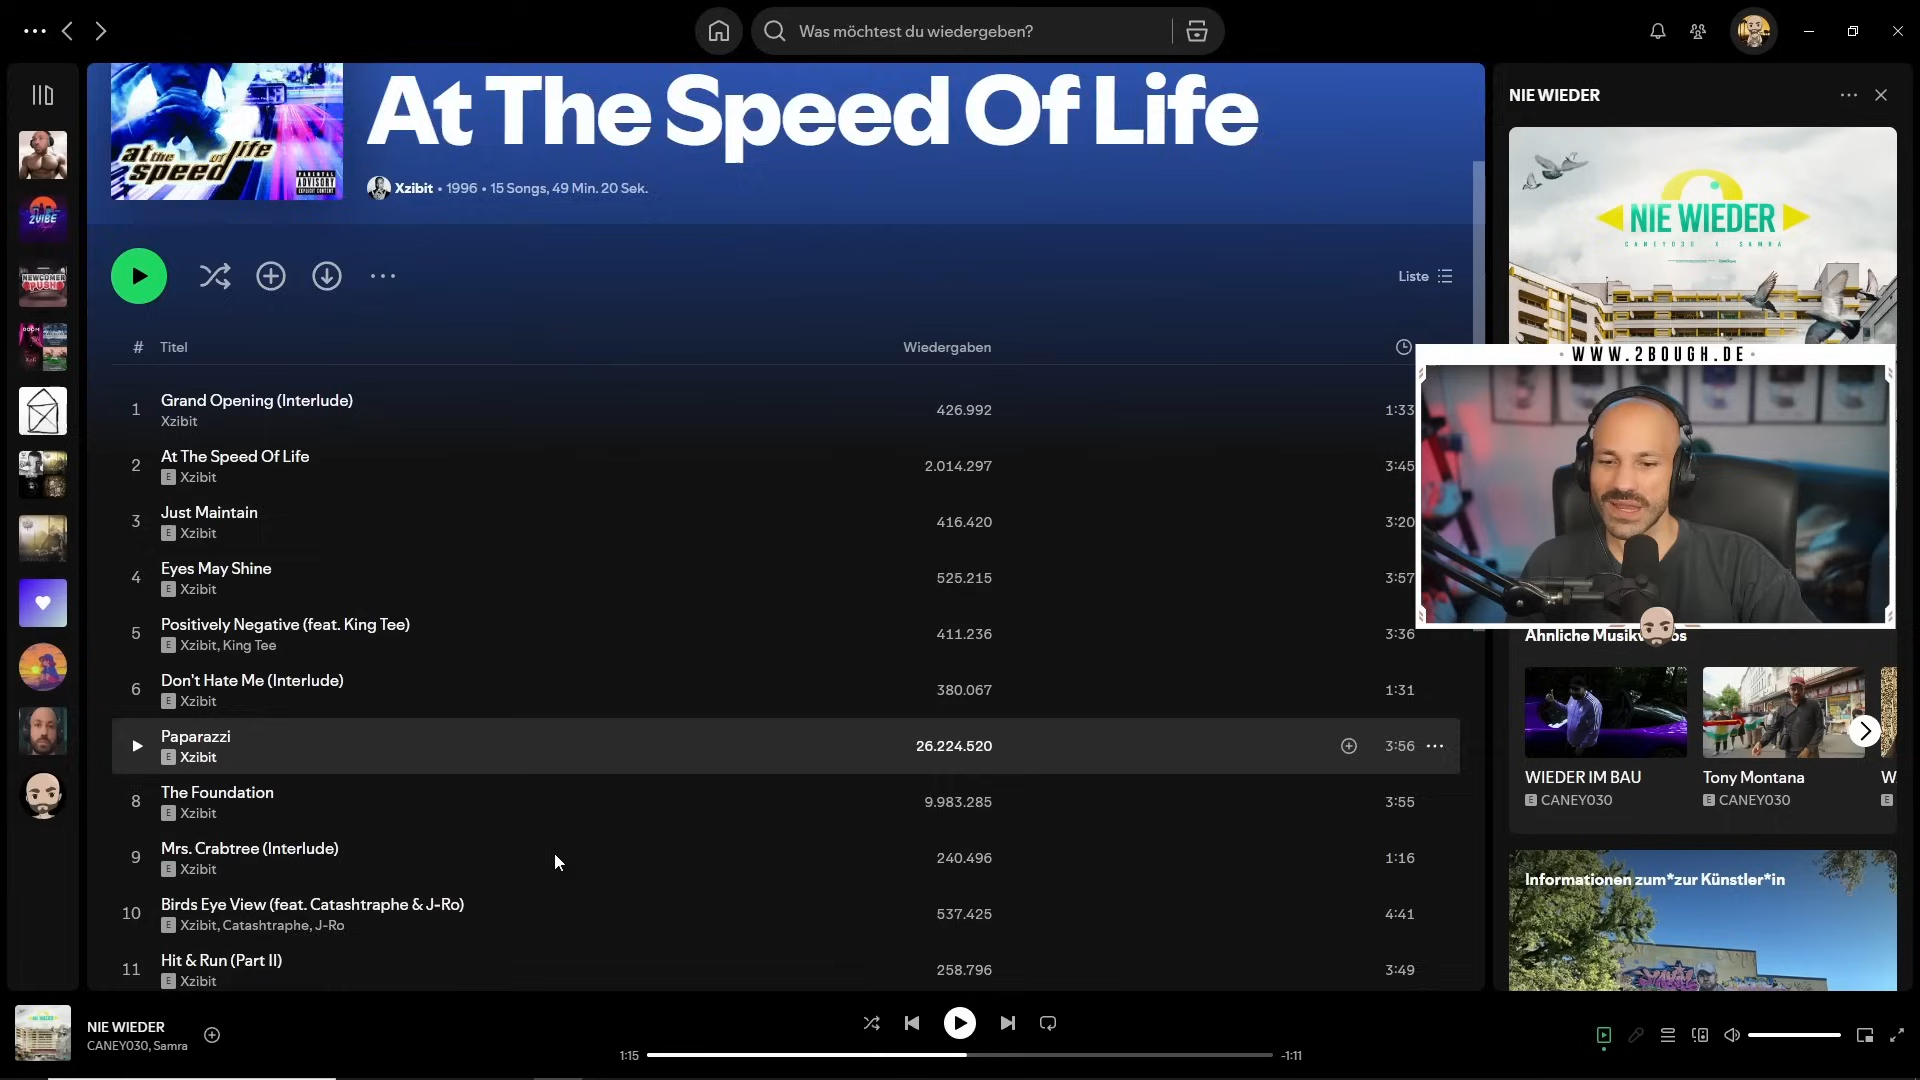 Was möchtest du wiedergeben?
2VIBE
NEWCOMER
PUSH
DOOM
at the speed of life
PARENTAL
ADVISORY
EXPLICIT CONTENT
At The Speed Of Life
Xzibit • 1996 • 15 Songs, 49 Min. 20 Sek.
Liste
# Titel Wiedergaben
1 Grand Opening (Interlude) 426.992 1:33
Xzibit
2 At The Speed Of Life 2.014.297 3:45
E Xzibit
3 Just Maintain 416.420 3:20
E Xzibit
4 Eyes May Shine 525.215 3:57
E Xzibit
5 Positively Negative (feat. King Tee) 411.236 3:36
E Xzibit, King Tee
6 Don't Hate Me (Interlude) 380.067 1:31
E Xzibit
Paparazzi 26.224.520 3:56
E Xzibit
8 The Foundation 9.983.285 3:55
E Xzibit
9 Mrs. Crabtree (Interlude) 240.496 1:16
E Xzibit
10 Birds Eye View (feat. Catashtraphe & J-Ro) 537.425 4:41
E Xzibit, Catashtraphe, J-Ro
11 Hit & Run (Part II) 258.796 3:49
E Xzibit
NIE WIEDER
NIE WIEDER
CANEY030 X SAMRA
WWW.2BOUGH.DE
Ähnliche Musikv os
WIEDER IM BAU
E CANEY030
Tony Montana
E CANEY030
W
E
Informationen zum*zur Künstler*in
NIE WIEDER
CANEY030, Samra
1:15 -1:11